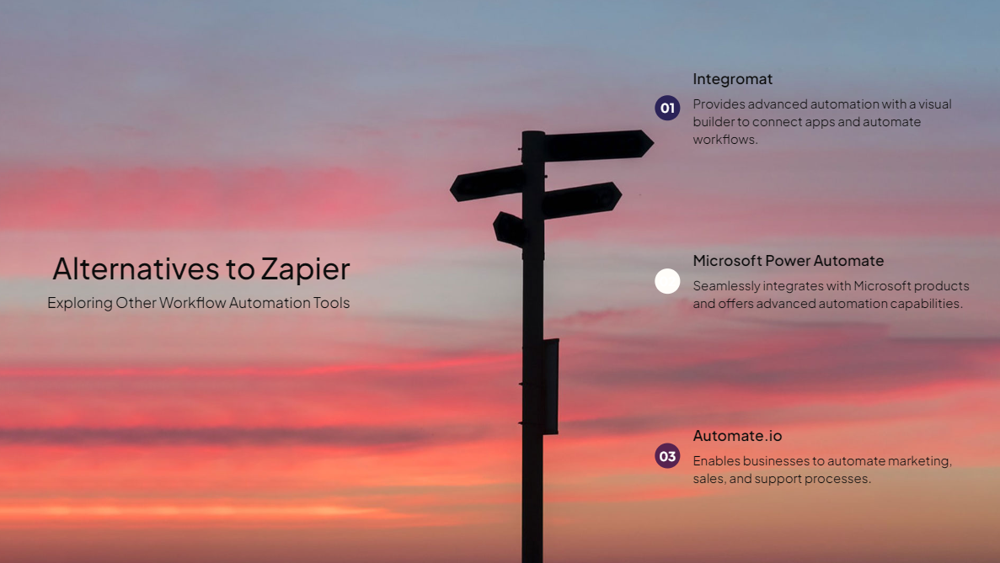 Alternatives to Zapier
Exploring Other Workflow Automation Tools
01
Integromat
Provides advanced automation with a visual
builder to connect apps and automate
workflows.
Microsoft Power Automate
Seamlessly integrates with Microsoft products
and offers advanced automation capabilities.
03
Automate.io
Enables businesses to automate marketing,
sales, and support processes.